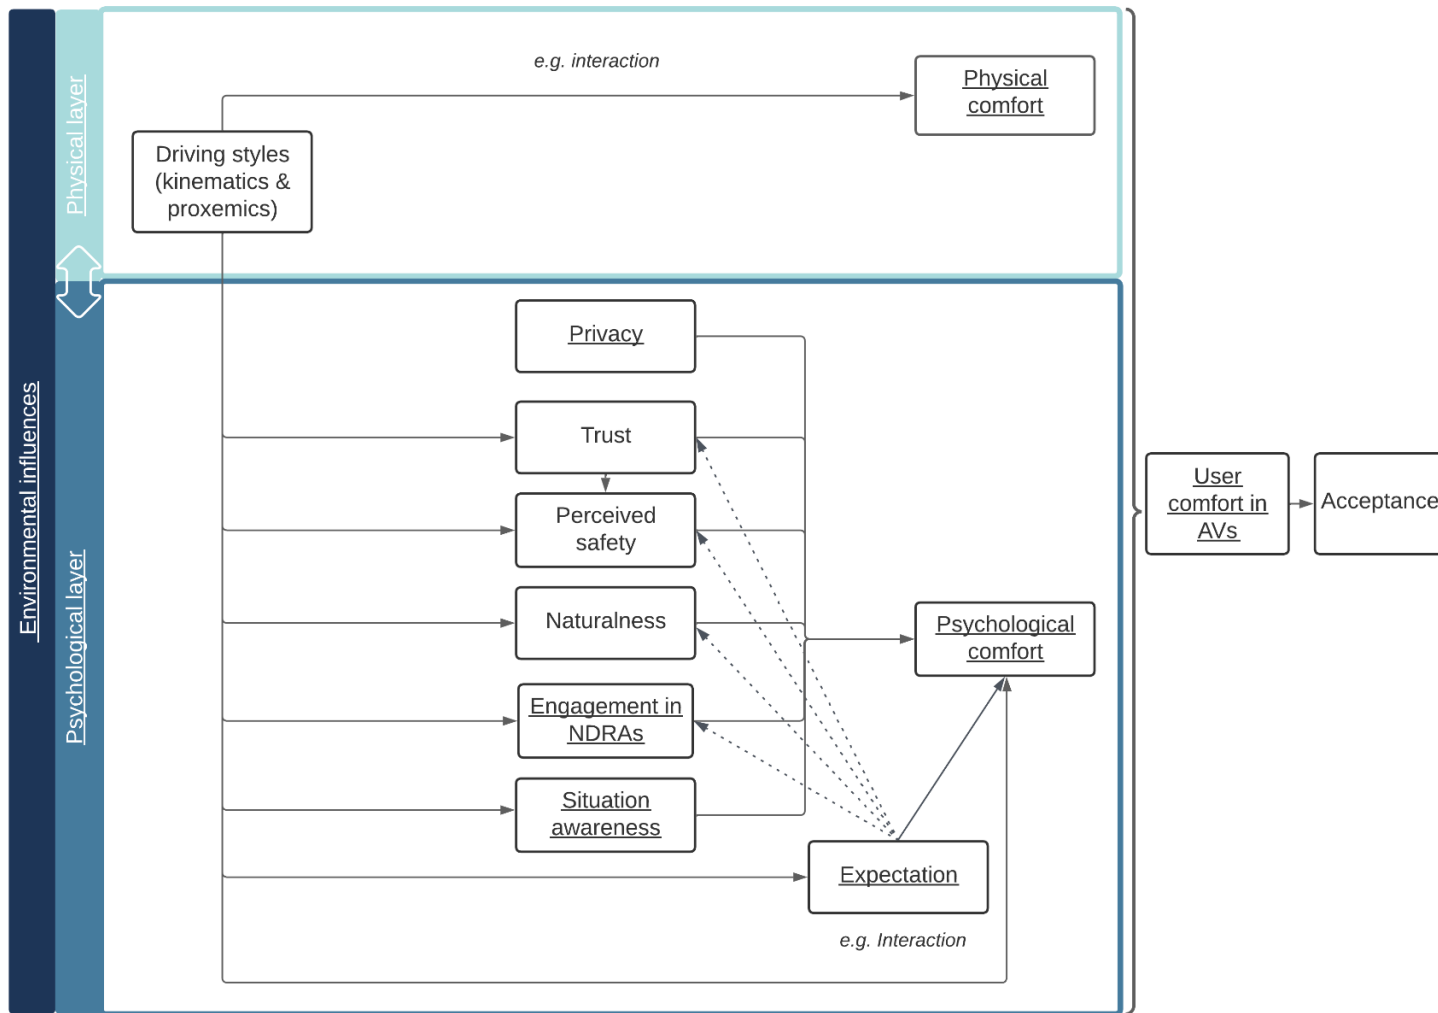 Environmental influences
Physical layer
Psychological layer
e.g. interaction
Physical
comfort
Driving styles
(kinematics &
proxemics)
Privacy
Trust
Perceived
safety
Naturalness
Engagement in
NDRAs
Situation
awareness
Expectation
e.g. Interaction
Psychological
comfort
User
comfort in
AVs
Acceptance